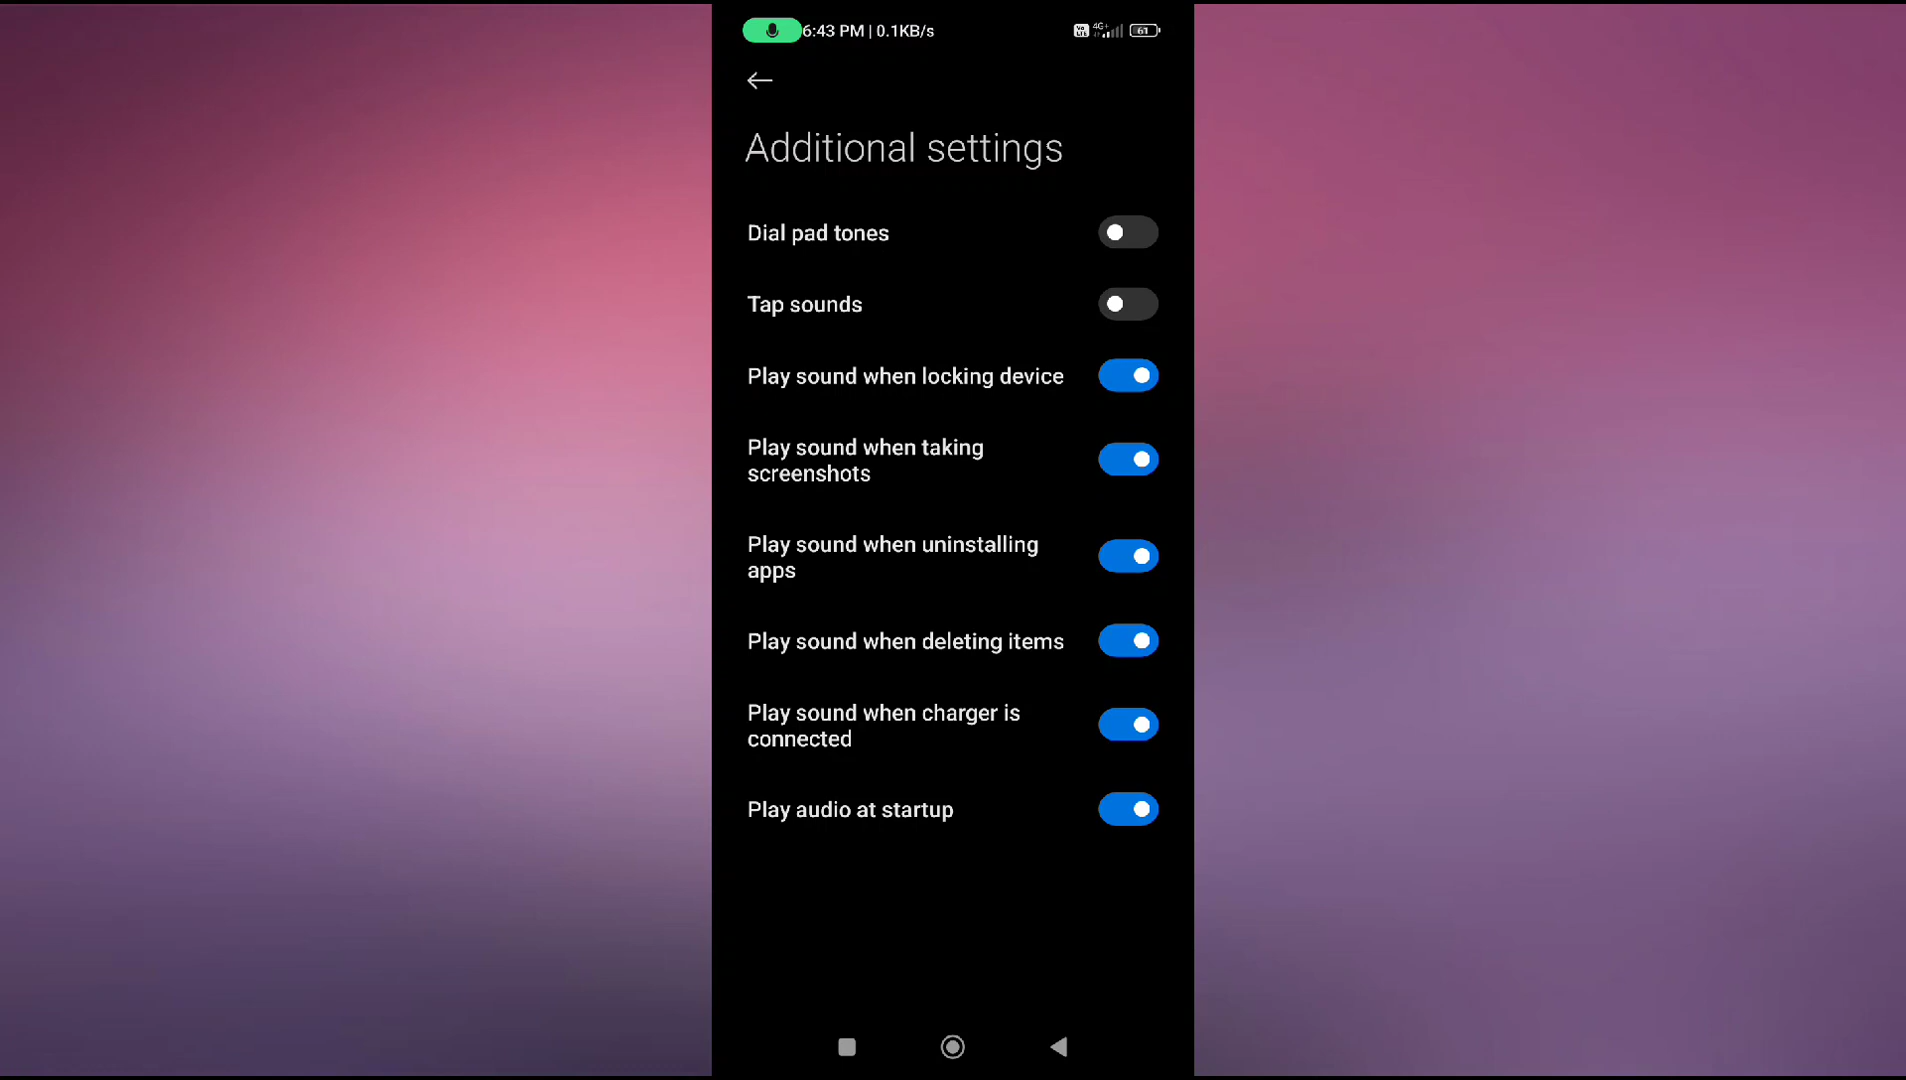 6:43 PM | 0.1KB/s 4G+ 61
Additional settings
Dial pad tones
Tap sounds
Play sound when locking device
Play sound when taking
screenshots
Play sound when uninstalling
apps
Play sound when deleting items
Play sound when charger is
connected
Play audio at startup